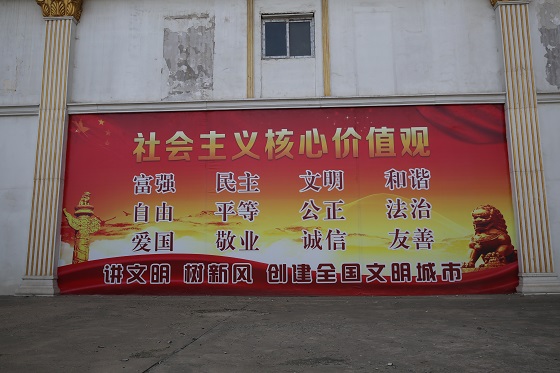 社会主义核心价值观
富强 民主 文明 和谐
自由 平等 公正 法治
爱国 敬业 诚信 友善
讲文明 树新风 创建全国文明城市